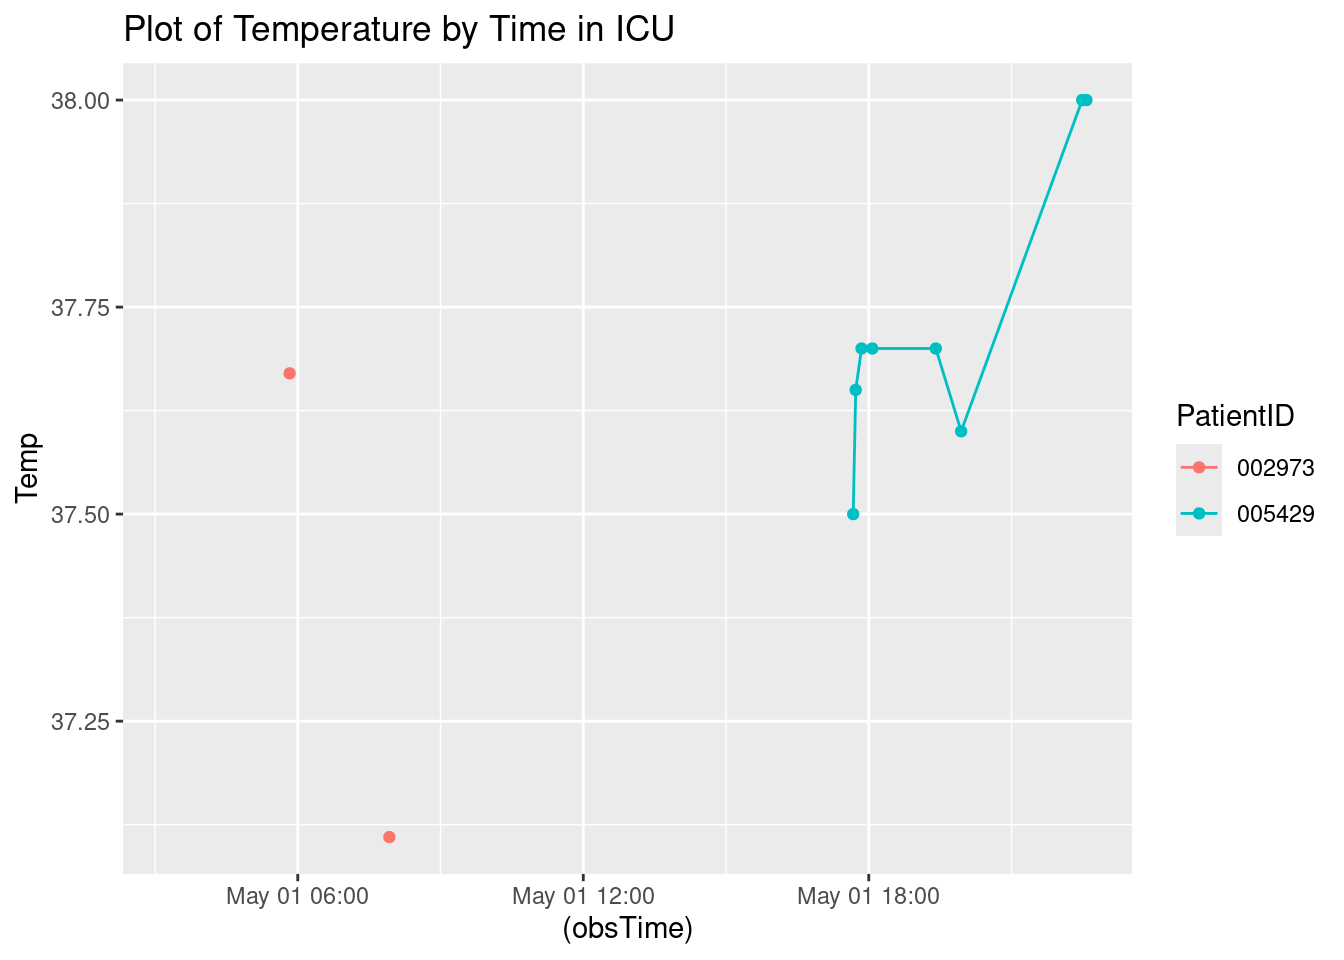 Plot of Temperature by Time in ICU
38.00
37.75
37.50
37.25
Temp
May 01 06:00
May 01 12:00
May 01 18:00
(obsTime)
PatientID
002973
005429